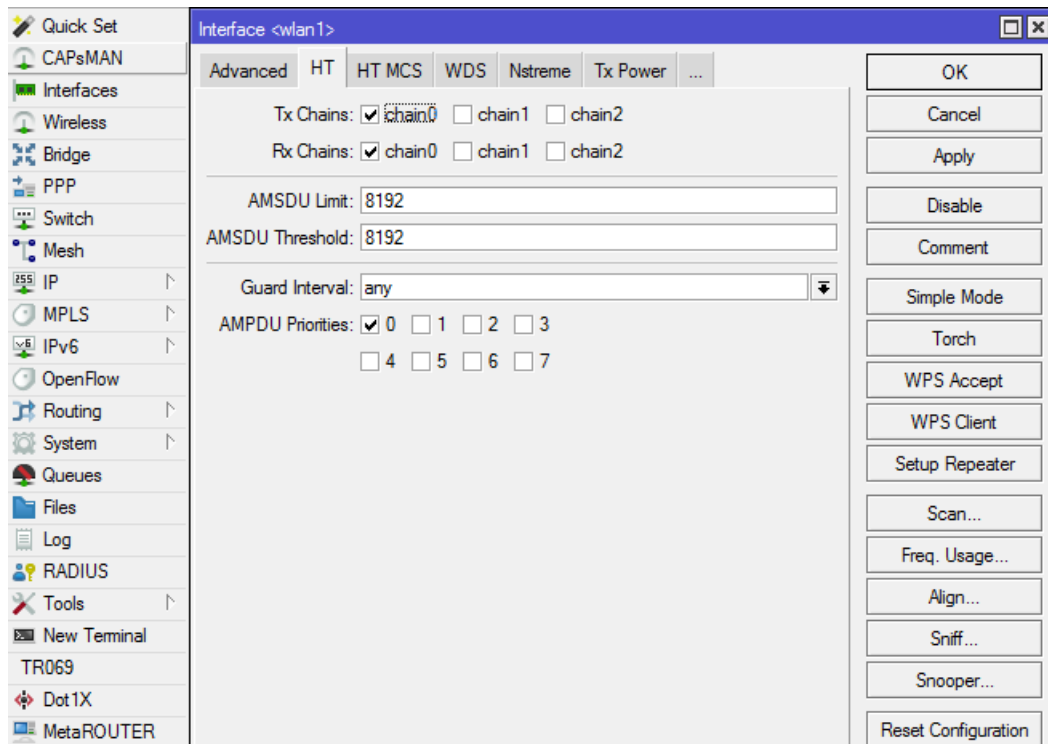 Quick Set
CAPsMAN
Interfaces
Wireless
Bridge
PPP
Switch
Mesh
IP
MPLS
IPv6
OpenFlow
Routing
System
Queues
Files
Log
RADIUS
Tools
New Terminal
TR069
Dot1X
MetaROUTER
Interface <wlan1>
Advanced HT HT MCS WDS Nstreme Tx Power ...
Tx Chains: chain0 chain1 chain2
Rx Chains: chain0 chain1 chain2
AMSDU Limit: 8192
AMSDU Threshold: 8192
Guard Interval: any
AMPDU Priorities: 0 1 2 3
4 5 6 7
OK
Cancel
Apply
Disable
Comment
Simple Mode
Torch
WPS Accept
WPS Client
Setup Repeater
Scan...
Freq. Usage...
Align...
Sniff...
Snooper...
Reset Configuration